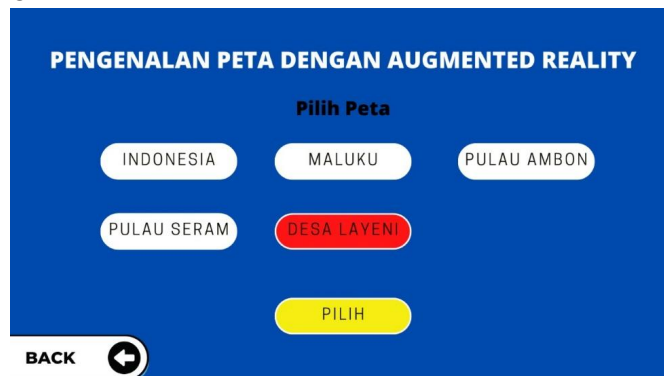 PENGENALAN PETA DENGAN AUGMENTED REALITY
Pilih Peta
INDONESIA
MALUKU
PULAU AMBON
PULAU SERAM
DESA LAYENI
PILIH
BACK